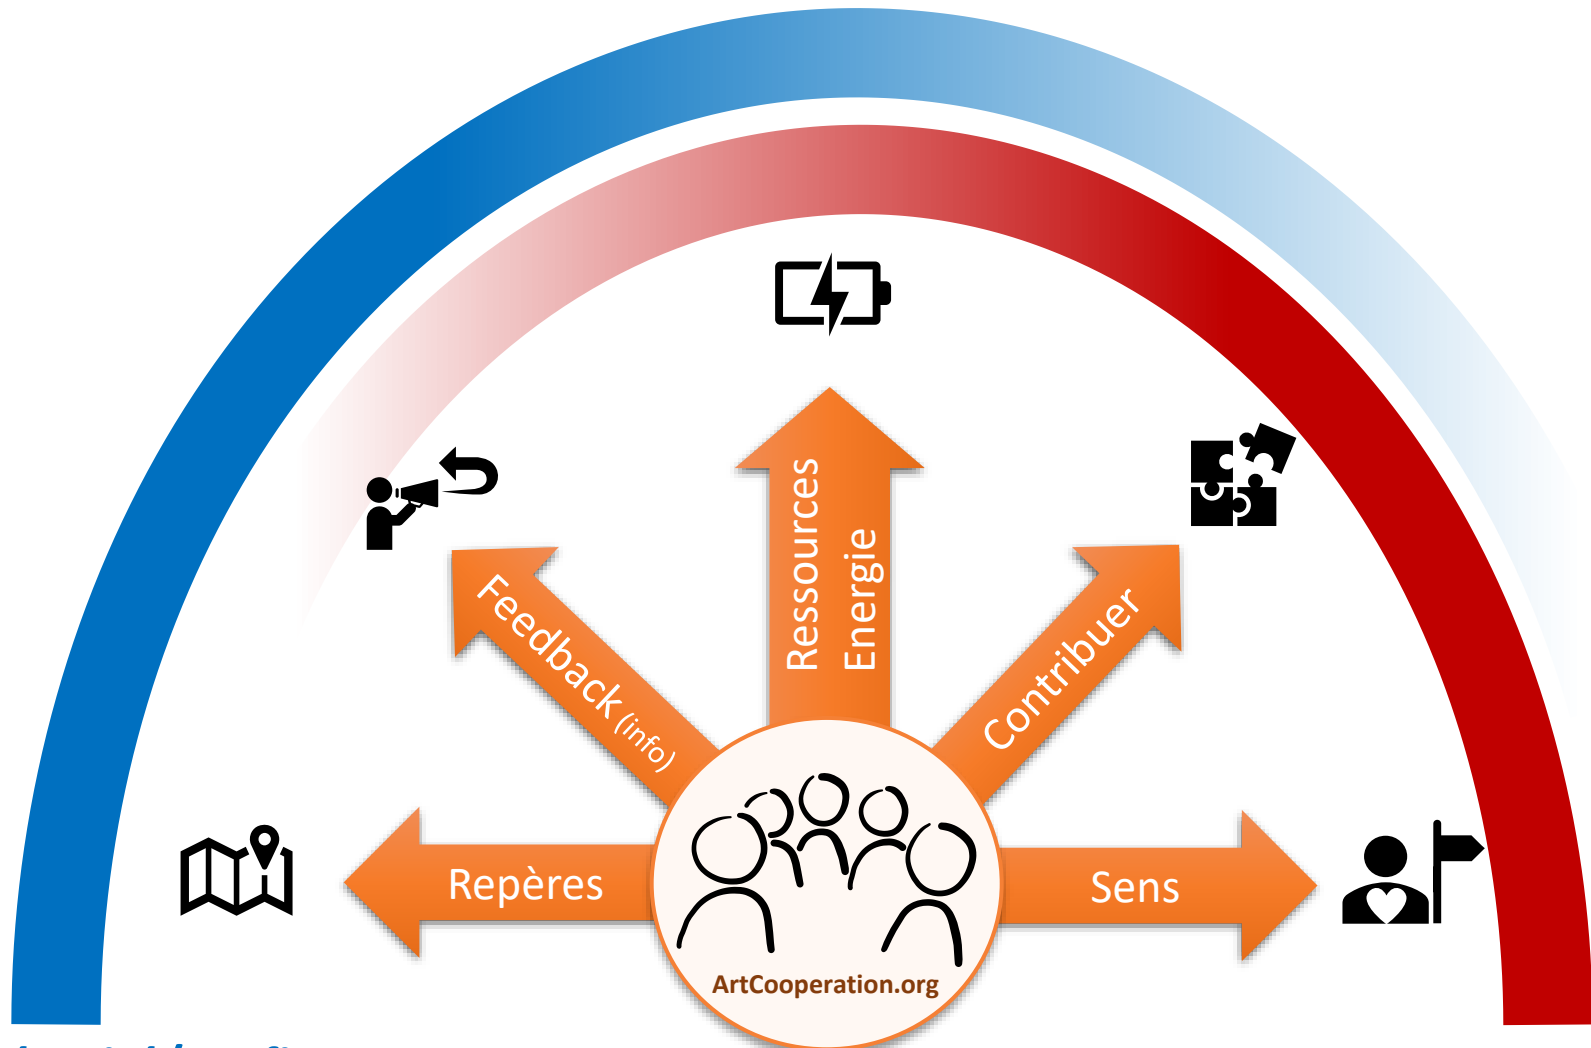 Ressources
Energie
Feedback (info)
Contribuer
Repères
Sens
ArtCooperation.org